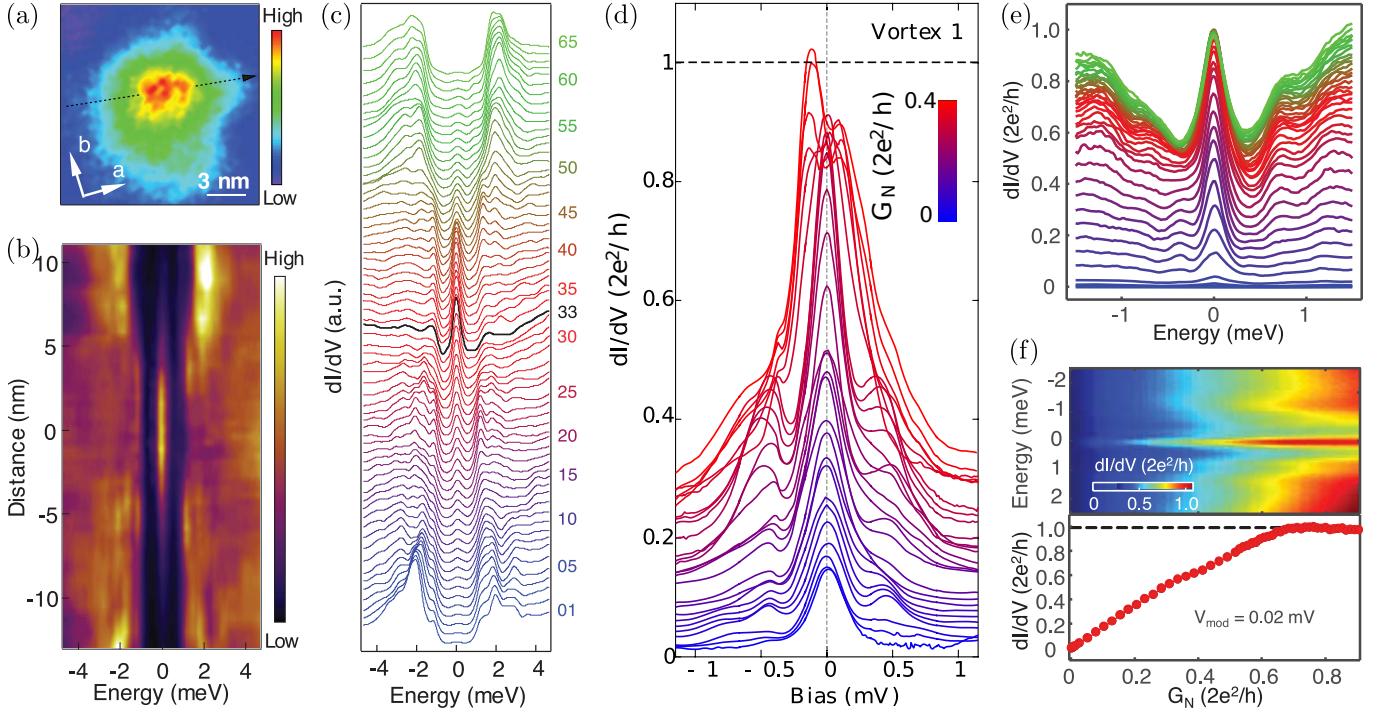 (a)
High
b
a
3 nm
Low
(b)
High
10
5
0
-5
-10
Distance (nm)
Low
-4
-2
0
2
4
Energy (meV)
(c)
65
60
55
50
45
40
35
33
30
25
20
15
10
05
01
dI/dV (a.u.)
-4
-2
0
2
4
Energy (meV)
(d)
Vortex 1
1
0.8
0.6
0.4
0.2
0
dI/dV (2e²/h)
0.4
0
G_N (2e²/h)
- 1
-0.5
0
0.5
1
Bias (mV)
(e)
1.0
0.8
0.6
0.4
0.2
0
dI/dV (2e²/h)
-1
0
1
Energy (meV)
(f)
-2
-1
0
1
2
Energy (meV)
dI/dV (2e²/h)
0
0.5
1.0
1.0
0.8
0.6
0.4
0.2
0
dI/dV (2e²/h)
V_mod = 0.02 mV
0
0.2
0.4
0.6
0.8
G_N (2e²/h)